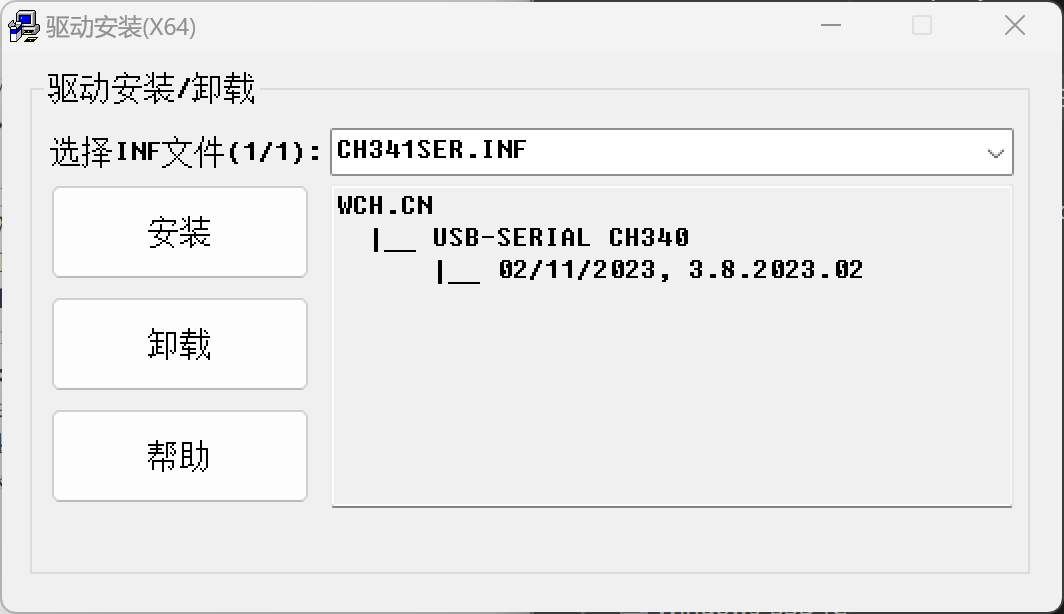 驱动安装(X64)
驱动安装/卸载
选择INF文件(1/1):
CH341SER.INF
安装
卸载
帮助
WCH.CN
|__ USB-SERIAL CH340
|__ 02/11/2023, 3.8.2023.02